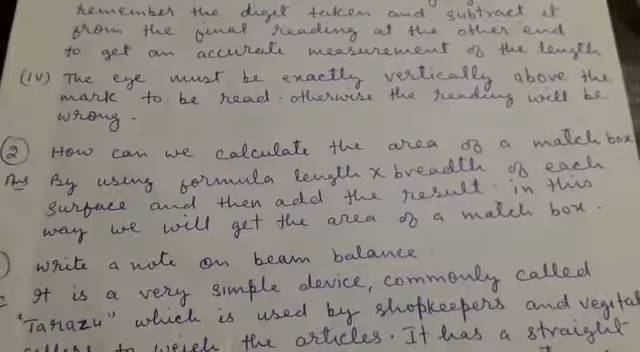 remember the digit taken and subtract it
from the final reading at the other end
to get an accurate measurement of the length
(iv) The eye must be exactly vertically above the
mark to be read. otherwise the reading will be
wrong.
2 How can we calculate the area of a match box
Ans By using formula length x breadth of each
surface and then add the result. in this
way we will get the area of a match box.
write a note on beam balance
It is a very simple device, commonly called
"Tarazu" which is used by shopkeepers and vegital
to weigh the articles. It has a straight